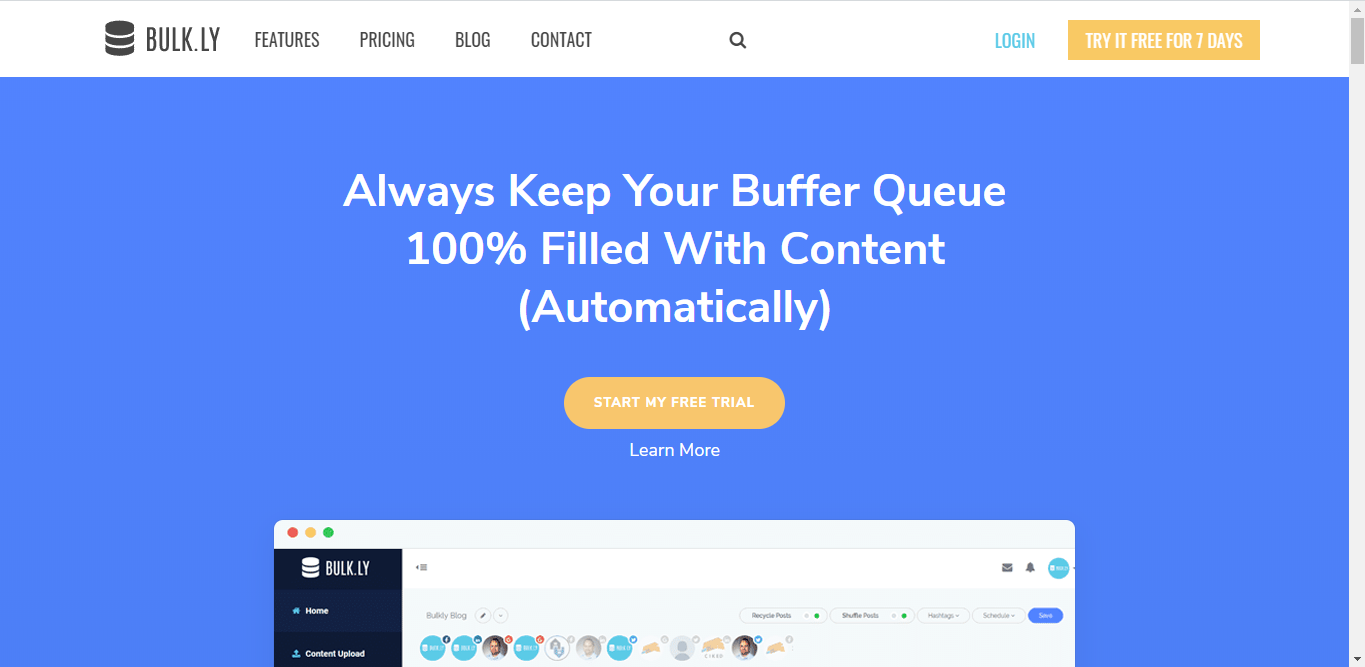 BULK.LY
FEATURES
PRICING
BLOG
CONTACT
LOGIN
TRY IT FREE FOR 7 DAYS
Always Keep Your Buffer Queue
100% Filled With Content
(Automatically)
START MY FREE TRIAL
Learn More
BULK.LY
Home
Bulkly Blog
Recycle Posts
Shuffle Posts
Hashtags
Schedule
Save
Content Upload